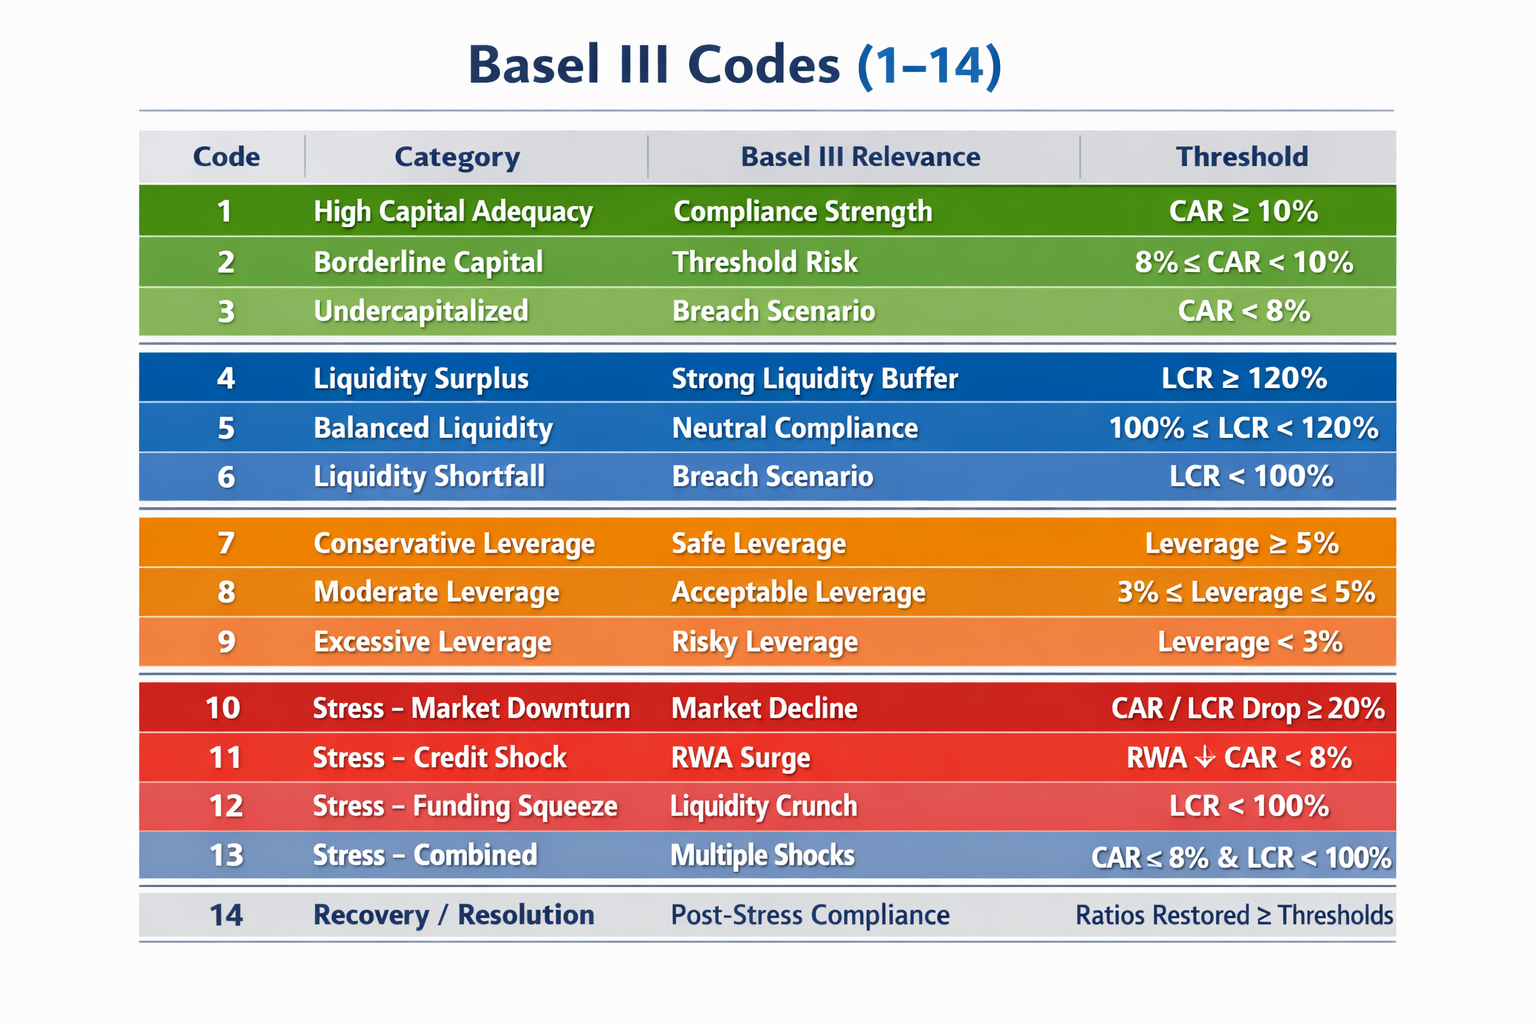 Basel III Codes (1–14)
Code Category Basel III Relevance Threshold
1 High Capital Adequacy Compliance Strength CAR ≥ 10%
2 Borderline Capital Threshold Risk 8% ≤ CAR < 10%
3 Undercapitalized Breach Scenario CAR < 8%
4 Liquidity Surplus Strong Liquidity Buffer LCR ≥ 120%
5 Balanced Liquidity Neutral Compliance 100% ≤ LCR < 120%
6 Liquidity Shortfall Breach Scenario LCR < 100%
7 Conservative Leverage Safe Leverage Leverage ≥ 5%
8 Moderate Leverage Acceptable Leverage 3% ≤ Leverage ≤ 5%
9 Excessive Leverage Risky Leverage Leverage < 3%
10 Stress – Market Downturn Market Decline CAR / LCR Drop ≥ 20%
11 Stress – Credit Shock RWA Surge RWA ↓ CAR < 8%
12 Stress – Funding Squeeze Liquidity Crunch LCR < 100%
13 Stress – Combined Multiple Shocks CAR ≤ 8% & LCR < 100%
14 Recovery / Resolution Post-Stress Compliance Ratios Restored ≥ Thresholds